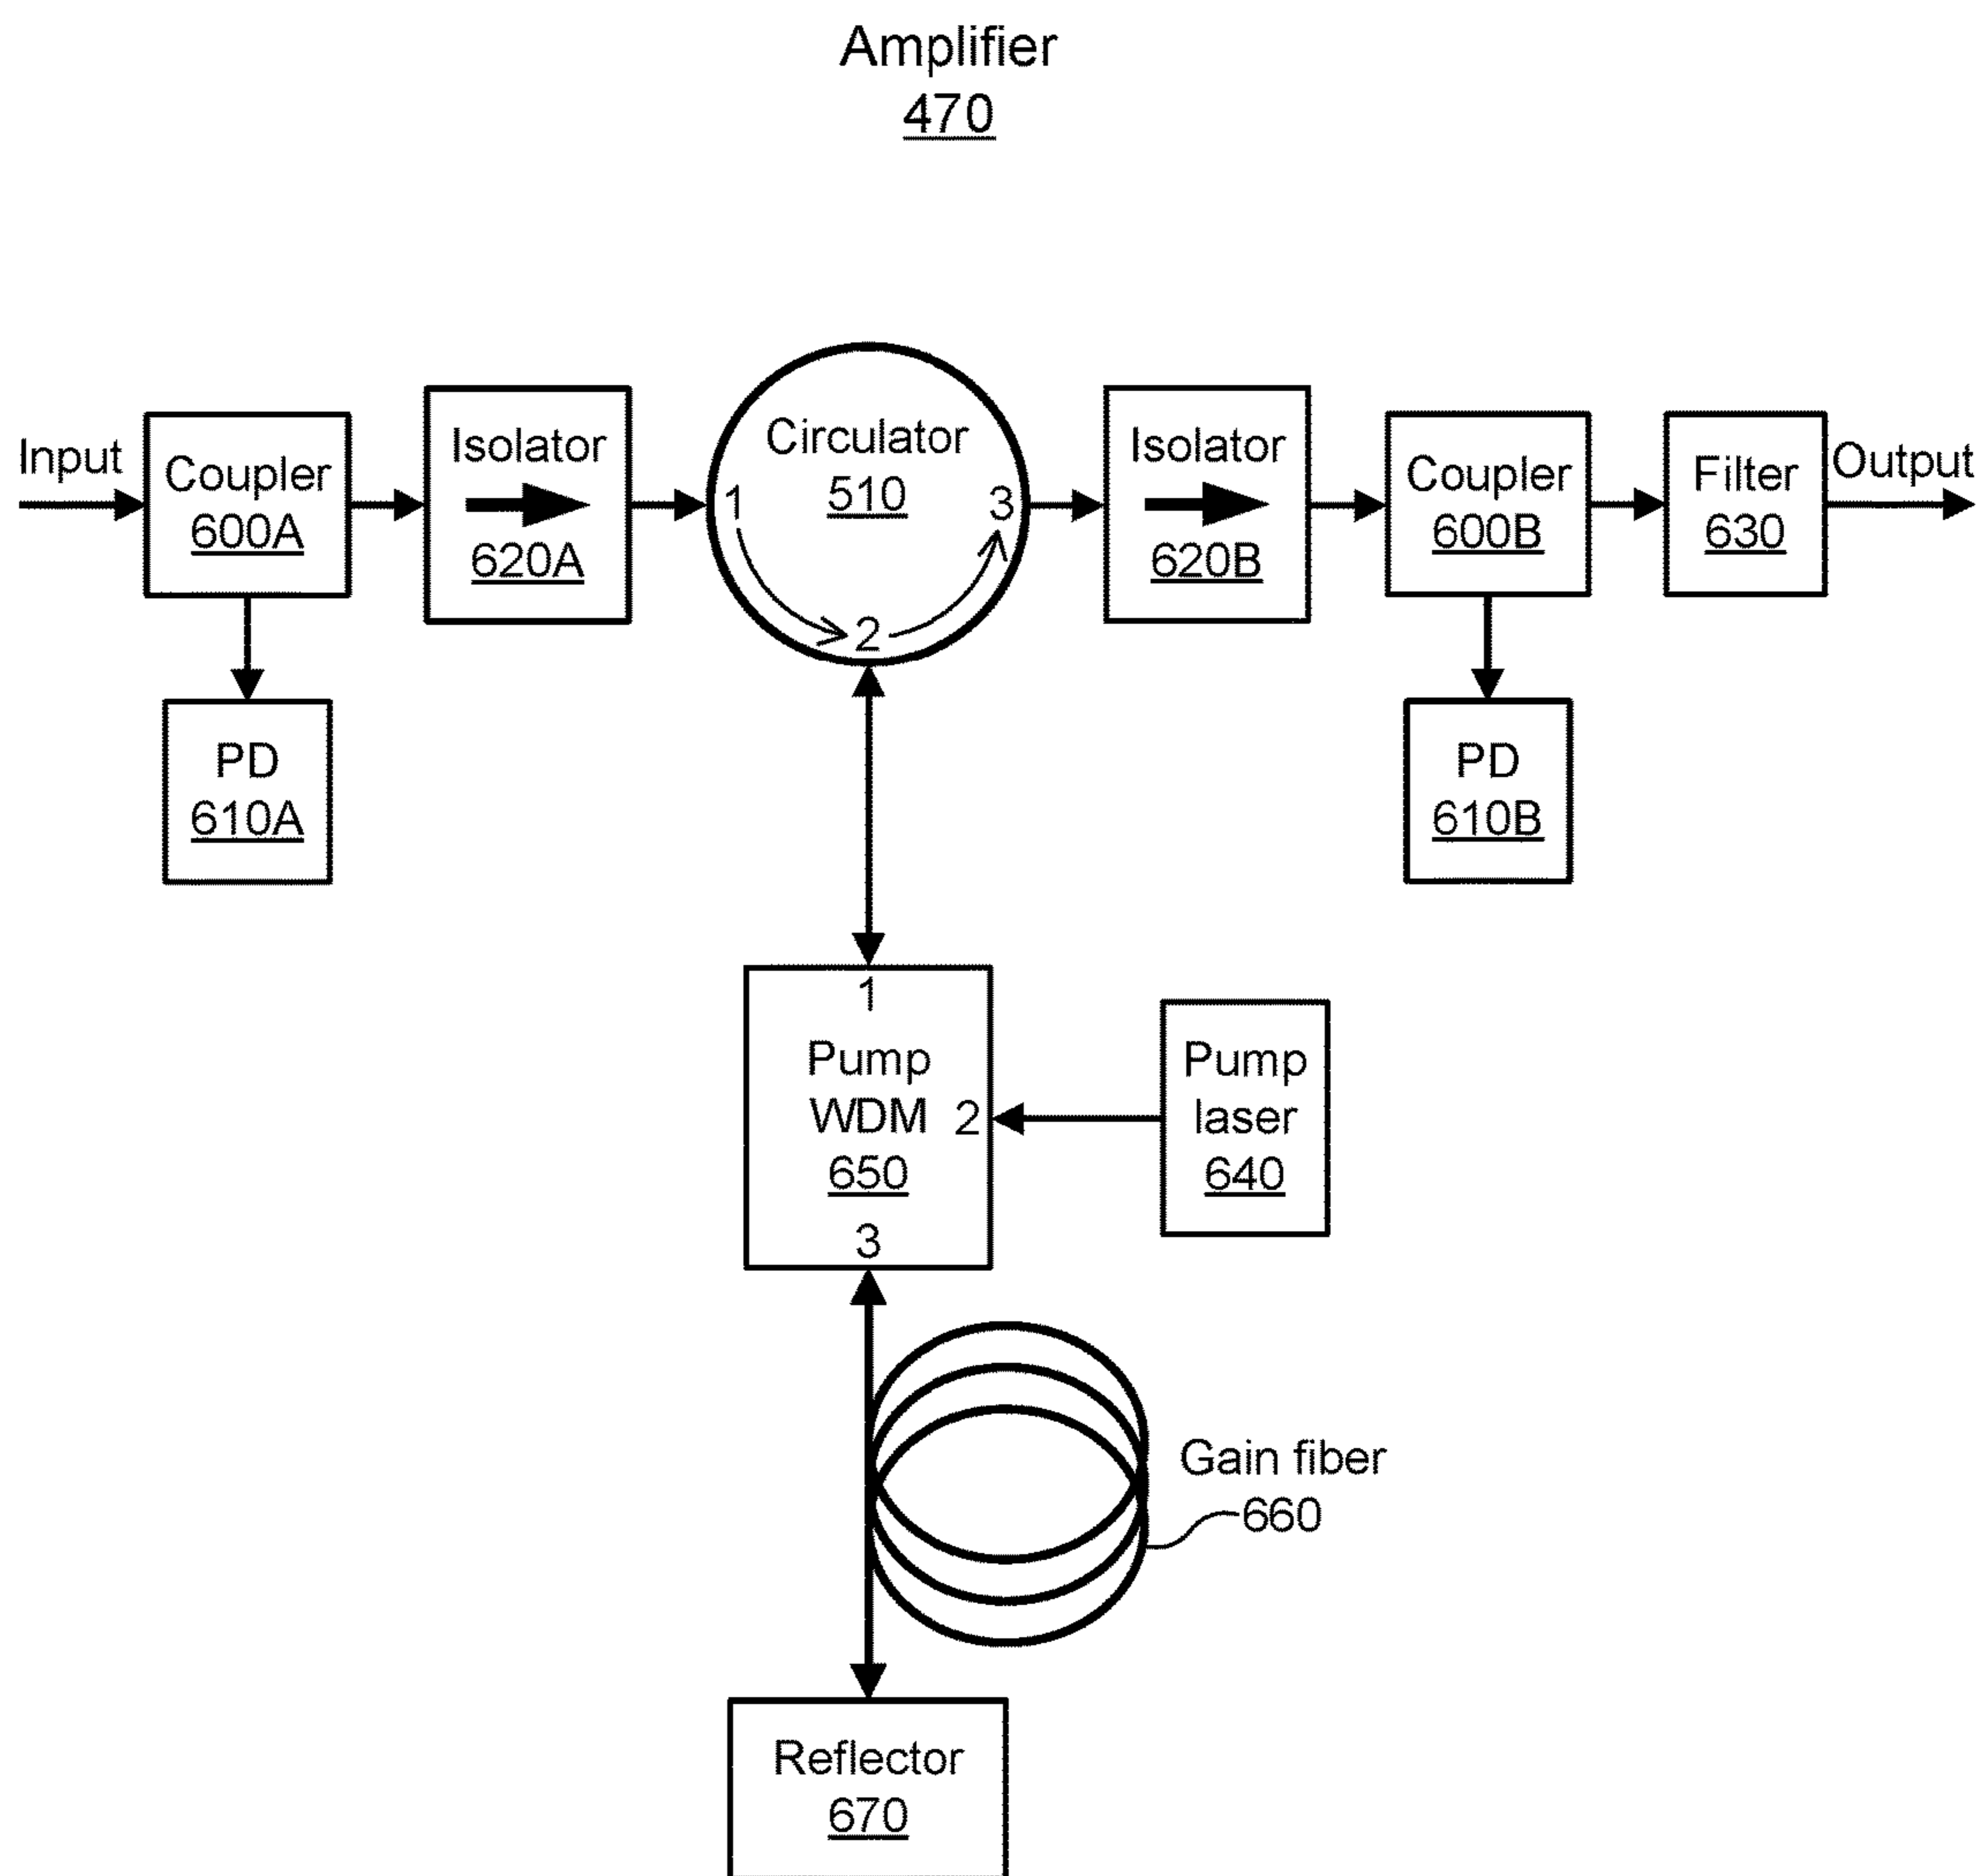 Amplifier
470
Input
Coupler
600A
Isolator
620A
Circulator
510
1
2
3
Isolator
620B
Coupler
600B
Filter
630
Output
PD
610A
PD
610B
1
Pump
WDM
650
2
3
Pump
laser
640
Gain fiber
660
Reflector
670